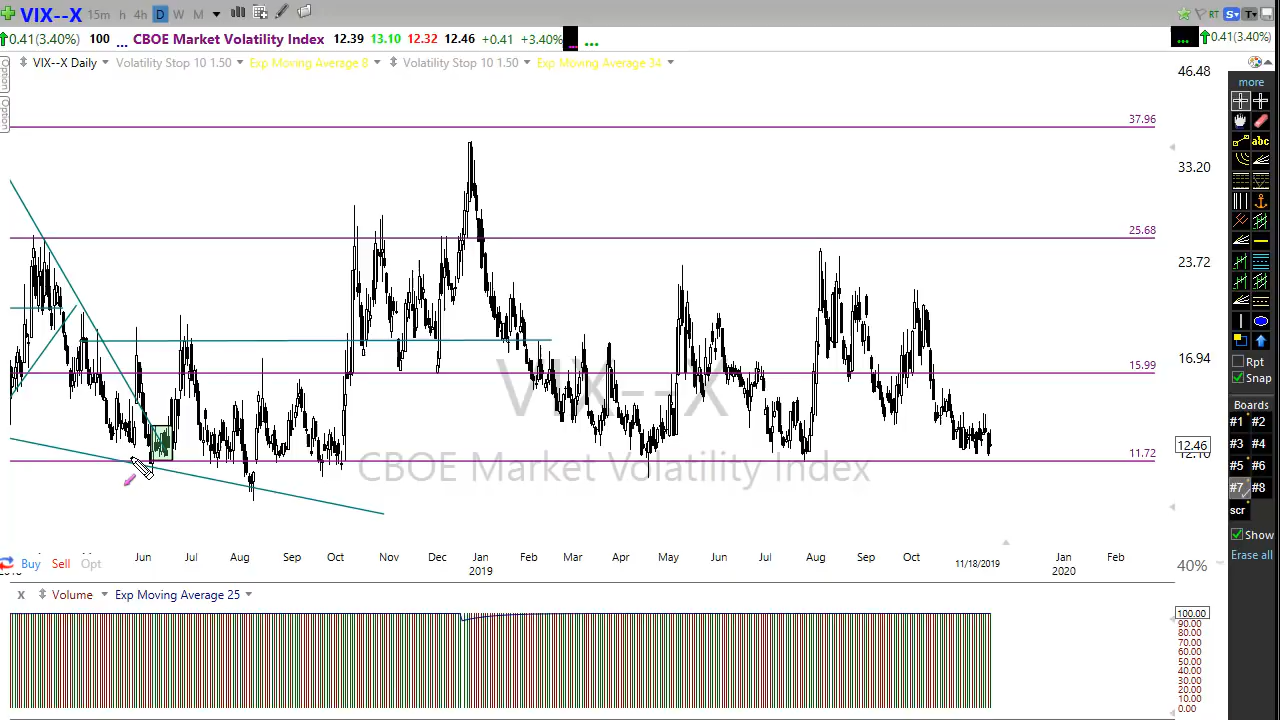 VIX--X 15m h 4h D W M RT S T
0.41(3.40%) 100 ... CBOE Market Volatility Index 12.39 13.10 12.32 12.46 +0.41 +3.40% ... ... ... 0.41(3.40%)
VIX--X Daily Volatility Stop 10 1.50 Exp Moving Average 8 Volatility Stop 10 1.50 Exp Moving Average 34
Option
Option
46.48
more
abc
37.96
33.20
25.68
23.72
16.94
15.99
Rpt
Snap
VIX--X
CBOE Market Volatility Index
Boards
#1 #2
#3 #4
#5 #6
#7 #8
scr
12.46
11.72
Show
Erase all
Jun Jul Aug Sep Oct Nov Dec Jan Feb Mar Apr May Jun Jul Aug Sep Oct 11/18/2019 Jan Feb
2019 2020
Buy Sell Opt
40%
x Volume Exp Moving Average 25
100.00
90.00
80.00
70.00
60.00
50.00
40.00
30.00
20.00
10.00
0.00